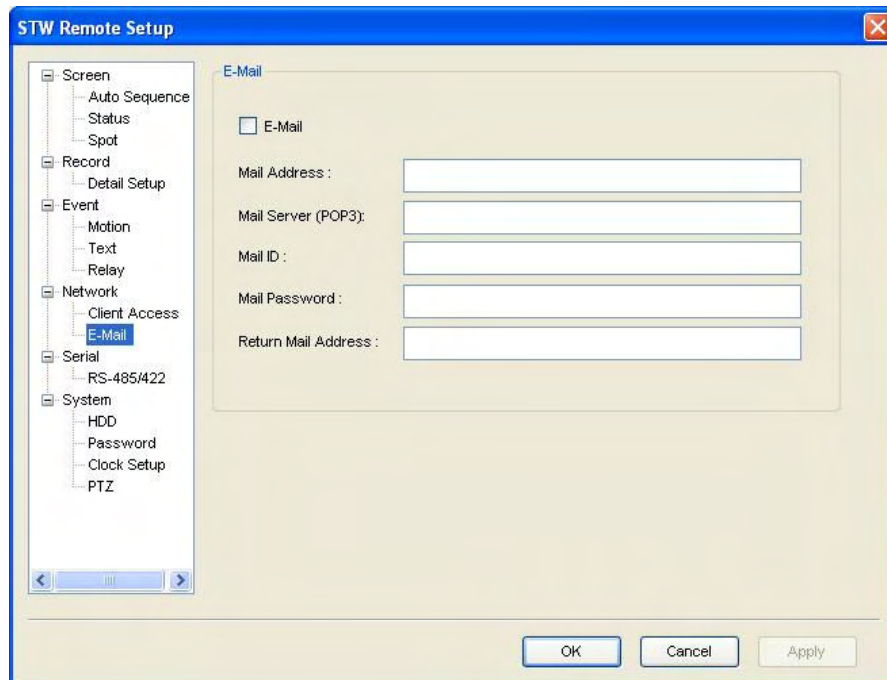 STW Remote Setup
Screen
Auto Sequence
Status
Spot
Record
Detail Setup
Event
Motion
Text
Relay
Network
Client Access
E-Mail
Serial
RS-485/422
System
HDD
Password
Clock Setup
PTZ
E-Mail
E-Mail
Mail Address :
Mail Server (POP3):
Mail ID :
Mail Password :
Return Mail Address :
OK
Cancel
Apply